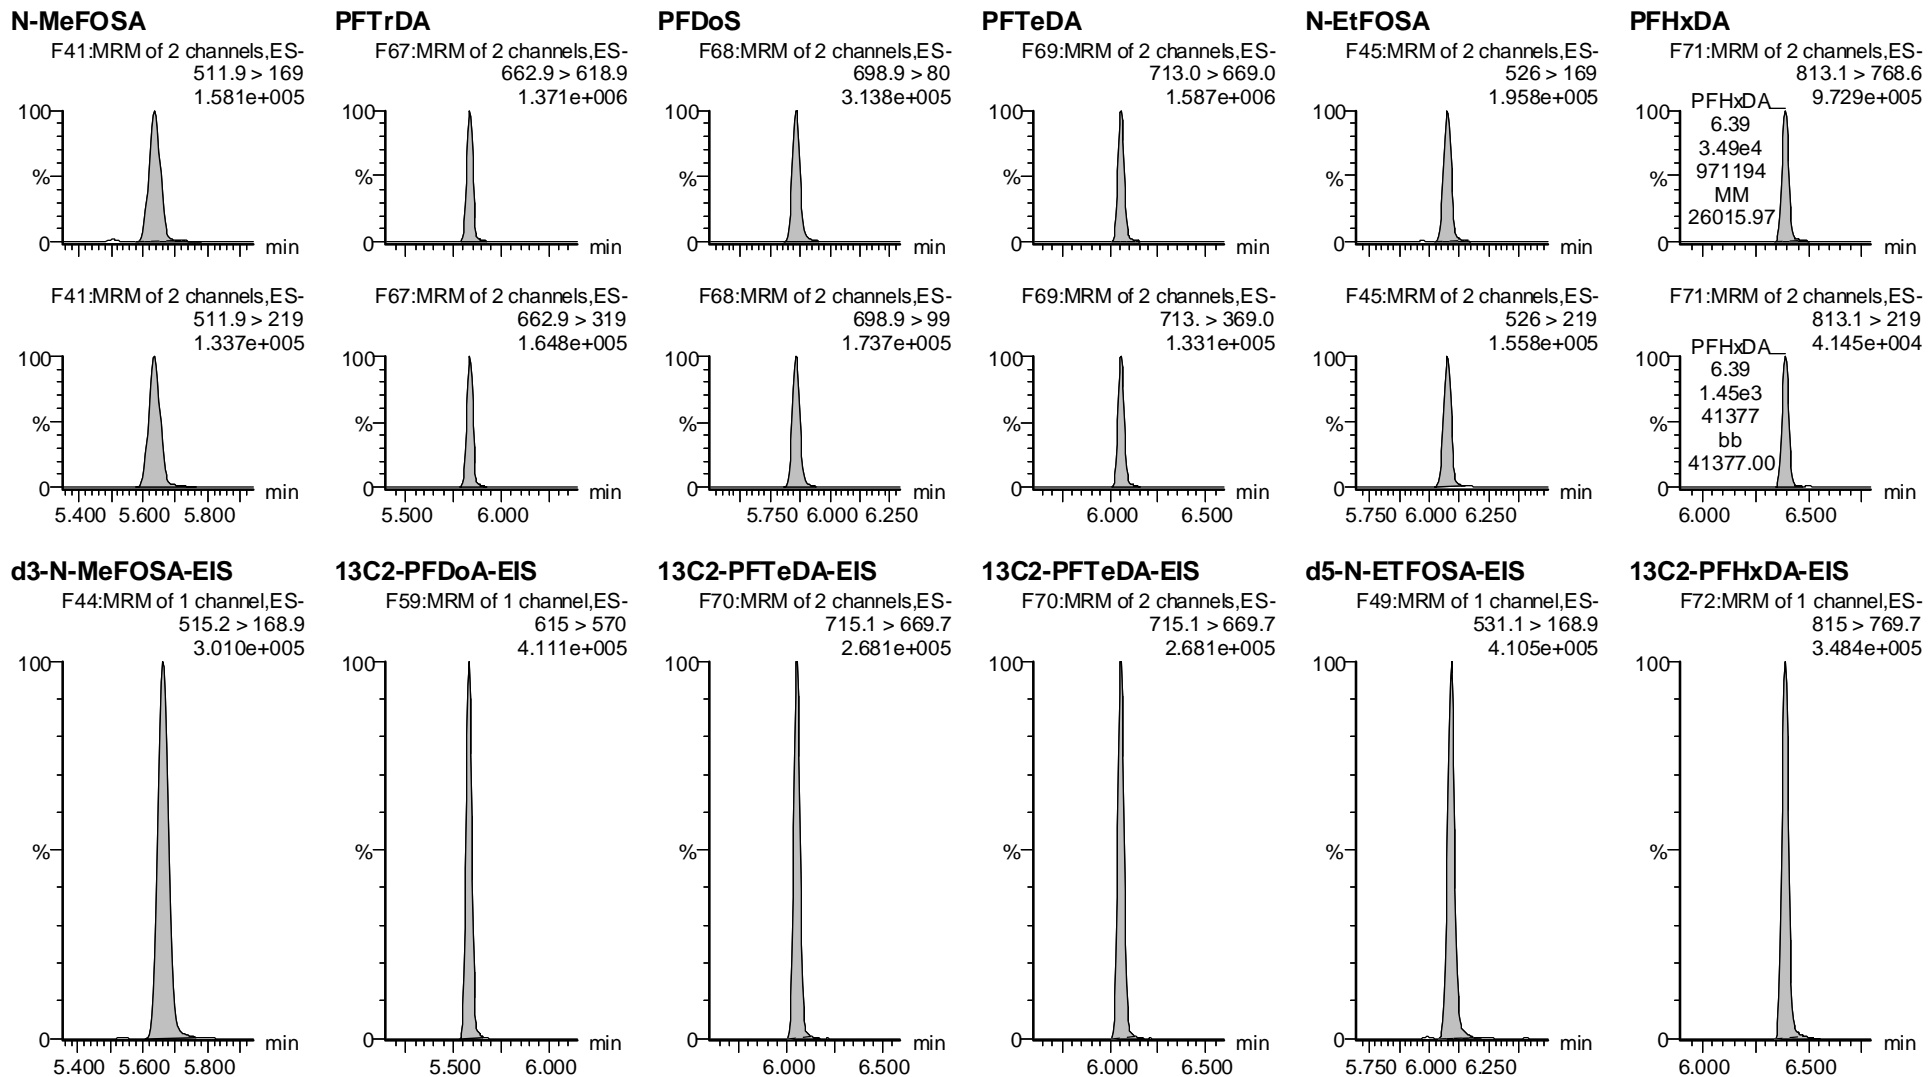 N-MeFOSA
F41:MRM of 2 channels,ES-
511.9 > 169
1.581e+005
100
%
0
min
F41:MRM of 2 channels,ES-
511.9 > 219
1.337e+005
100
%
0
min
5.400 5.600 5.800
PFTrDA
F67:MRM of 2 channels,ES-
662.9 > 618.9
1.371e+006
100
%
0
min
F67:MRM of 2 channels,ES-
662.9 > 319
1.648e+005
100
%
0
min
5.500 6.000
PFDoS
F68:MRM of 2 channels,ES-
698.9 > 80
3.138e+005
100
%
0
min
F68:MRM of 2 channels,ES-
698.9 > 99
1.737e+005
100
%
0
min
5.750 6.000 6.250
PFTeDA
F69:MRM of 2 channels,ES-
713.0 > 669.0
1.587e+006
100
%
0
min
F69:MRM of 2 channels,ES-
713. > 369.0
1.331e+005
100
%
0
min
6.000 6.500
N-EtFOSA
F45:MRM of 2 channels,ES-
526 > 169
1.958e+005
100
%
0
min
F45:MRM of 2 channels,ES-
526 > 219
1.558e+005
100
%
0
min
5.750 6.000 6.250
PFHxDA
F71:MRM of 2 channels,ES-
813.1 > 768.6
9.729e+005
100
%
0
PFHxDA
6.39
3.49e4
971194
MM
26015.97
min
F71:MRM of 2 channels,ES-
813.1 > 219
4.145e+004
100
%
0
PFHxDA
6.39
1.45e3
41377
bb
41377.00
min
6.000 6.500
d3-N-MeFOSA-EIS
F44:MRM of 1 channel,ES-
515.2 > 168.9
3.010e+005
100
%
0
min
5.400 5.600 5.800
13C2-PFDoA-EIS
F59:MRM of 1 channel,ES-
615 > 570
4.111e+005
100
%
0
min
5.500 6.000
13C2-PFTeDA-EIS
F70:MRM of 2 channels,ES-
715.1 > 669.7
2.681e+005
100
%
0
min
6.000 6.500
13C2-PFTeDA-EIS
F70:MRM of 2 channels,ES-
715.1 > 669.7
2.681e+005
100
%
0
min
6.000 6.500
d5-N-ETFOSA-EIS
F49:MRM of 1 channel,ES-
531.1 > 168.9
4.105e+005
100
%
0
min
5.750 6.000 6.250
13C2-PFHxDA-EIS
F72:MRM of 1 channel,ES-
815 > 769.7
3.484e+005
100
%
0
min
6.000 6.500